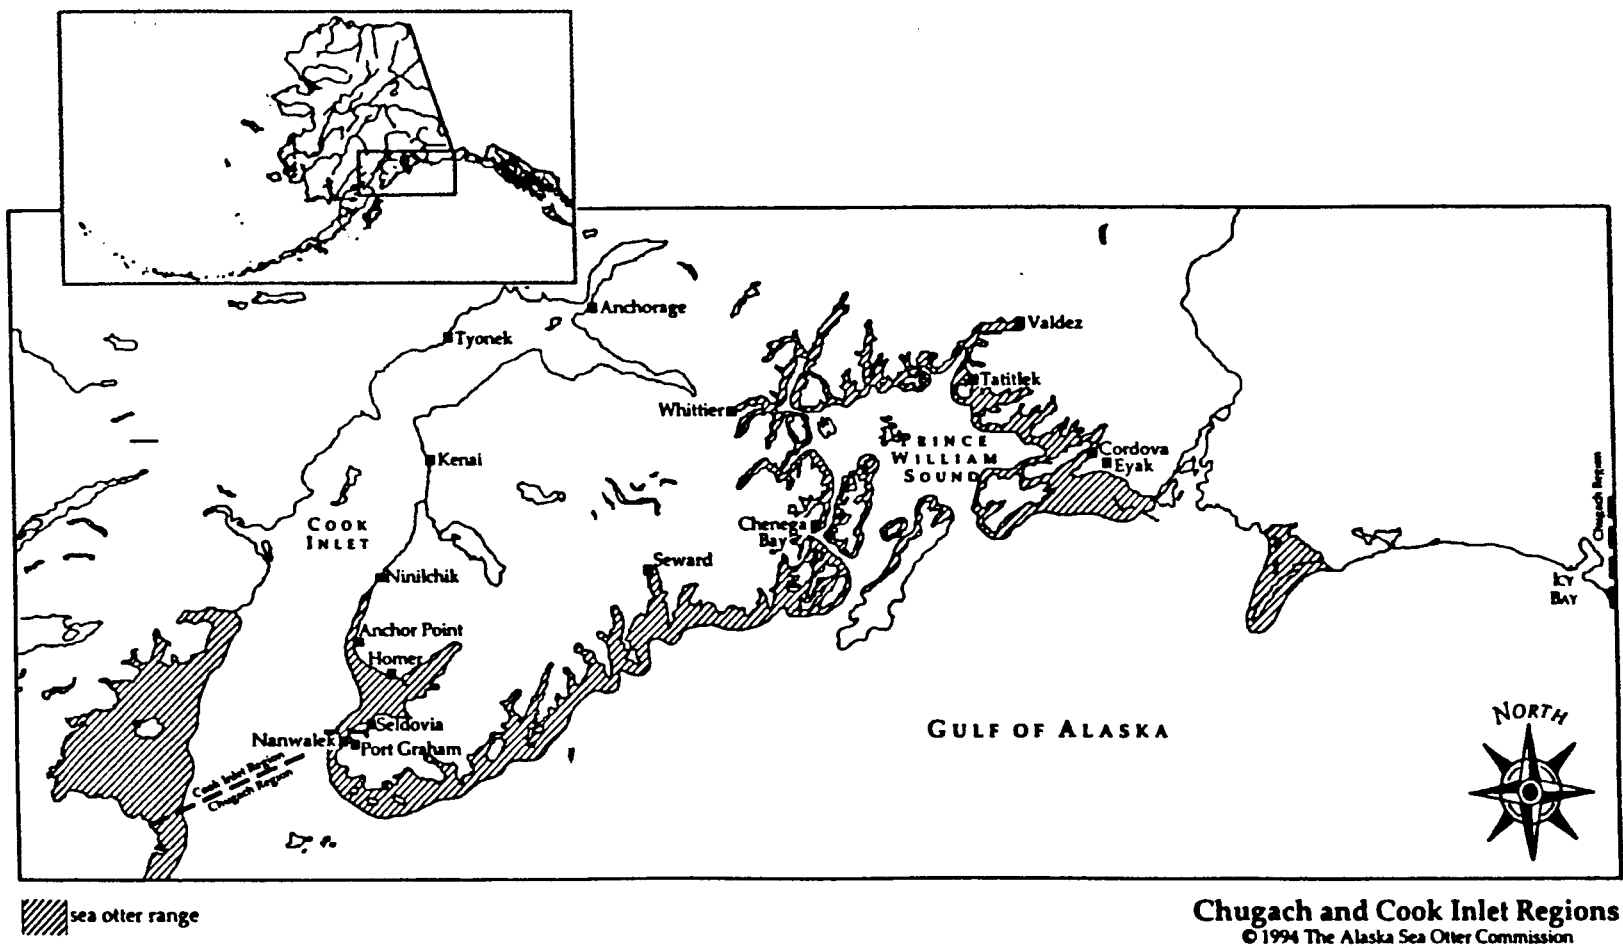 Anchorage
Tyonek
Valdez
Tatitlek
Whittier
PRINCE
WILLIAM
SOUND
Cordova
Eyak
Kenai
Chugach Region
COOK
INLET
Chenega
Bay
Seward
Ninilchik
ICY
BAY
Anchor Point
Homer
Seldovia
Nanwalek
Port Graham
GULF OF ALASKA
NORTH
Cook Inlet Region
Chugach Region
sea otter range
Chugach and Cook Inlet Regions
© 1994 The Alaska Sea Otter Commission